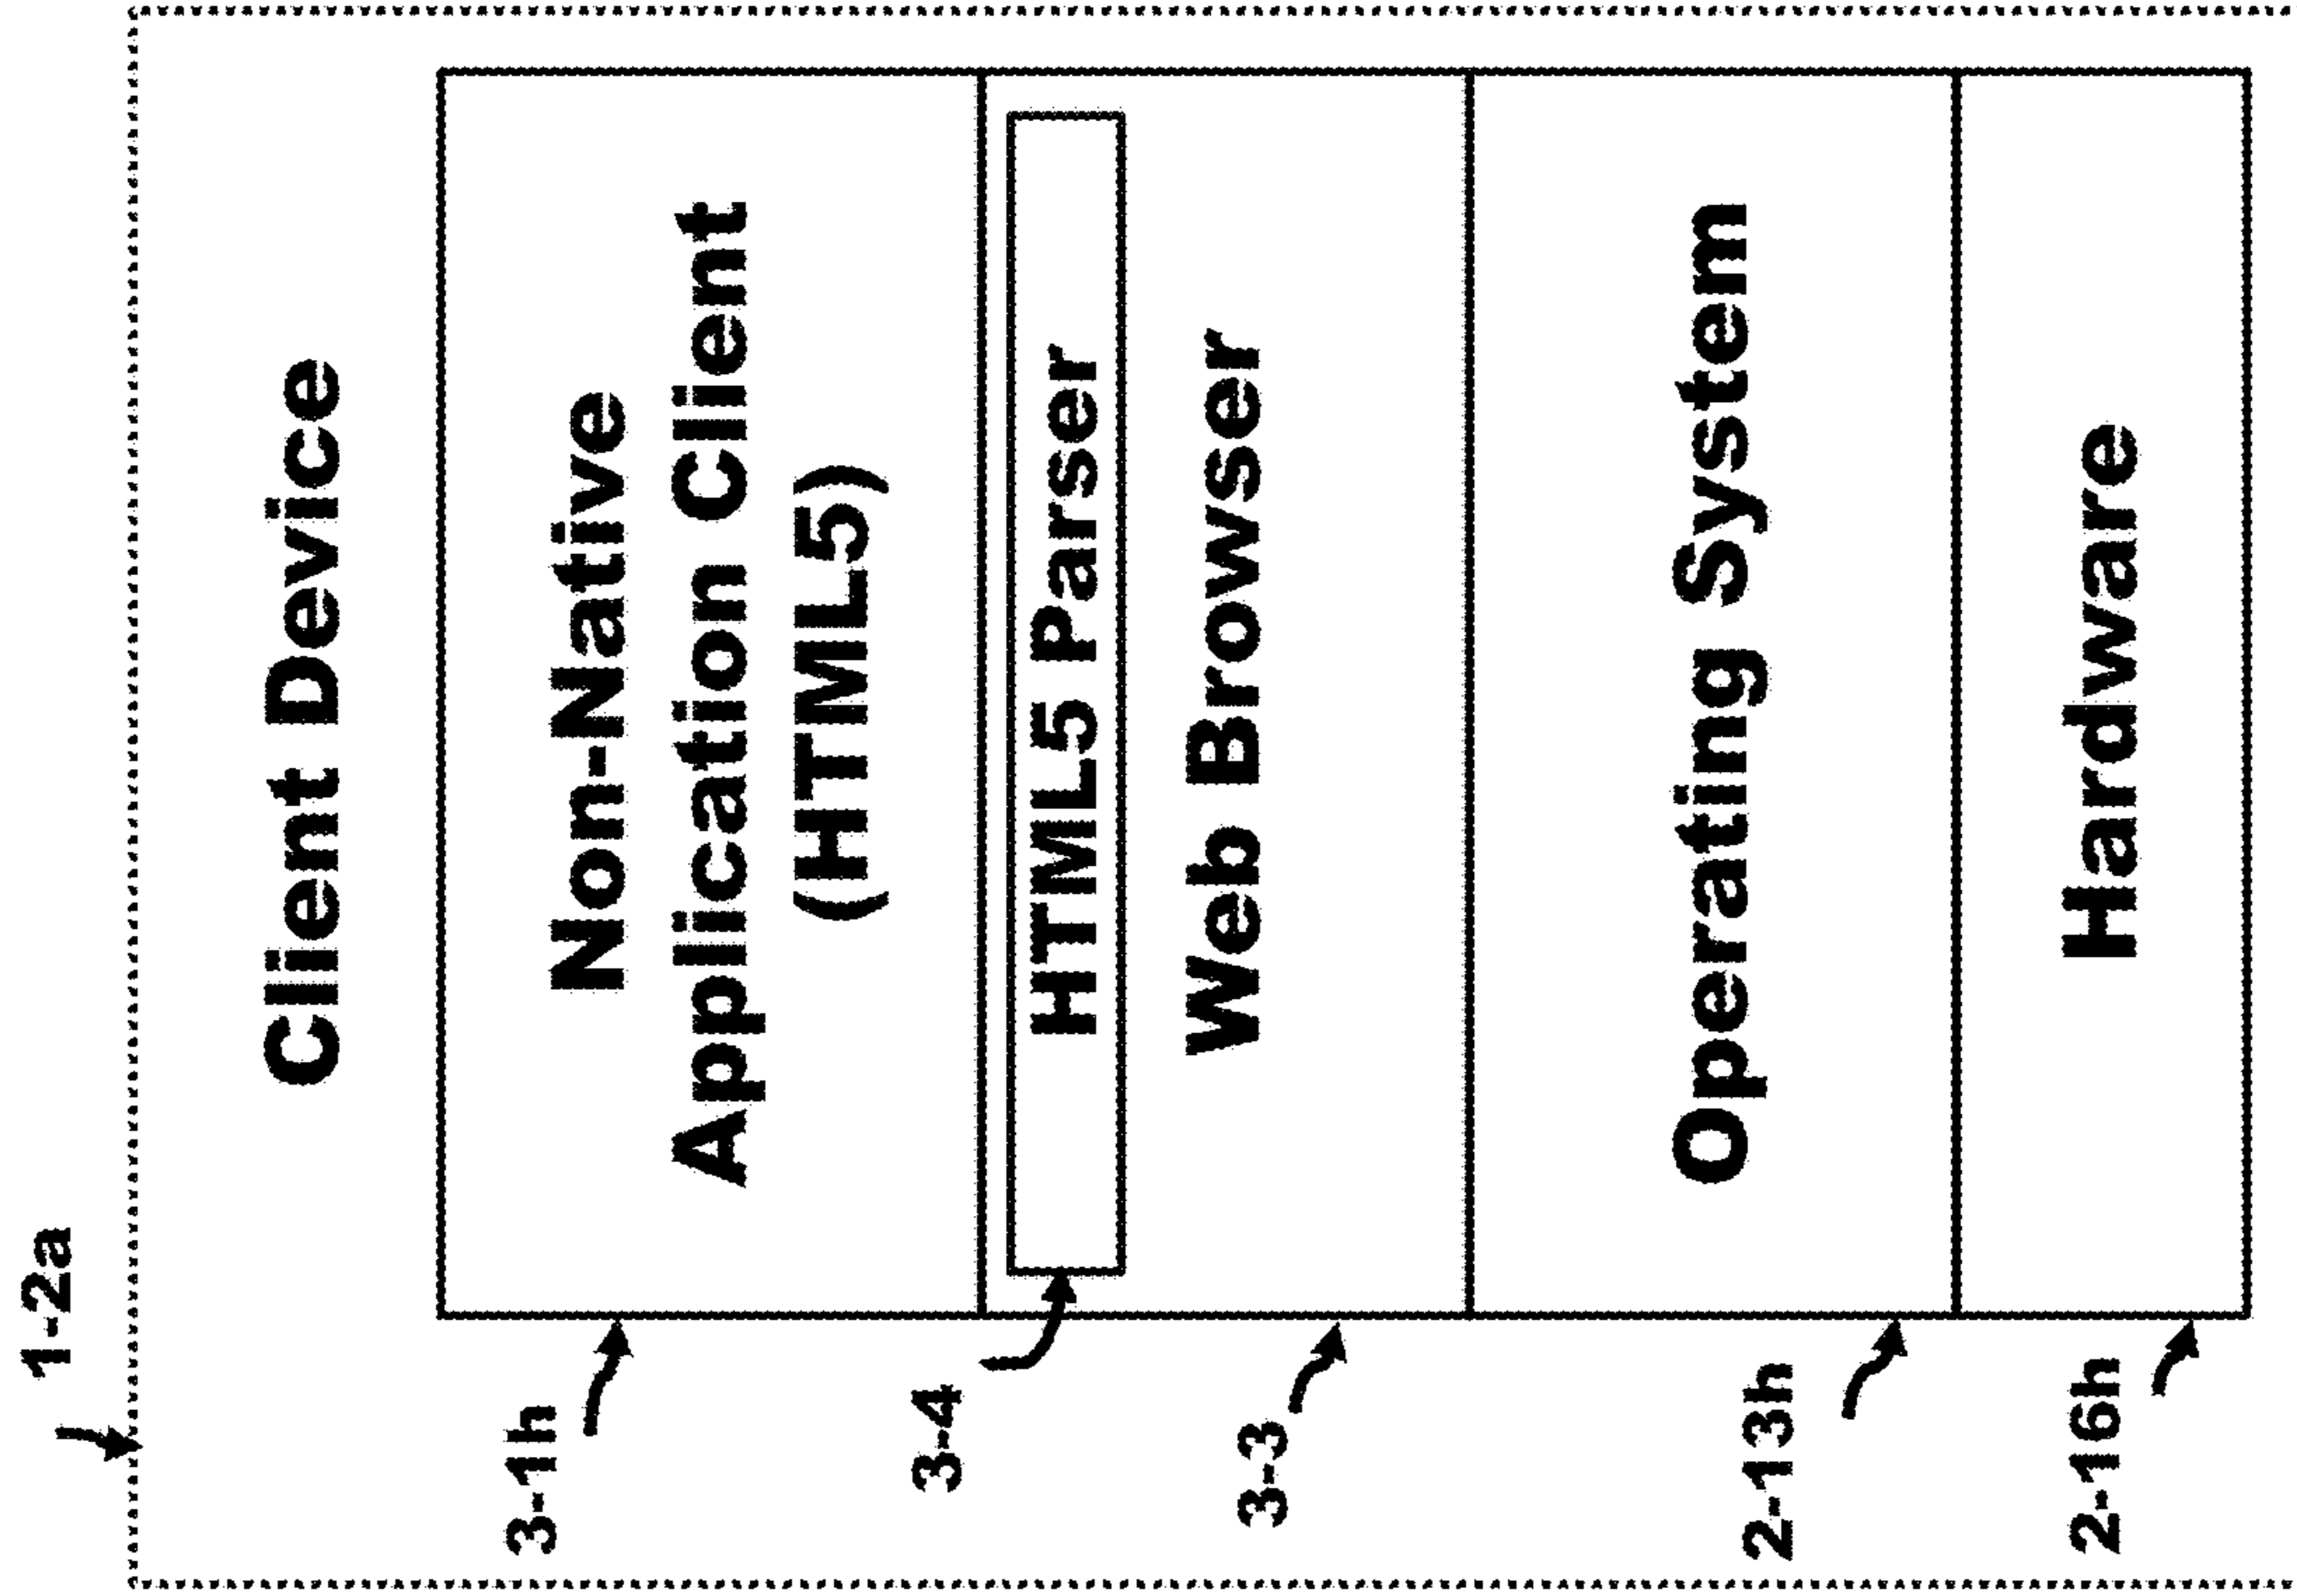 1-2a
Client Device
3-1h
Non-Native
Application Client
(HTML5)
3-4
HTML5 Parser
3-3
Web Browser
2-13h
Operating System
2-16h
Hardware